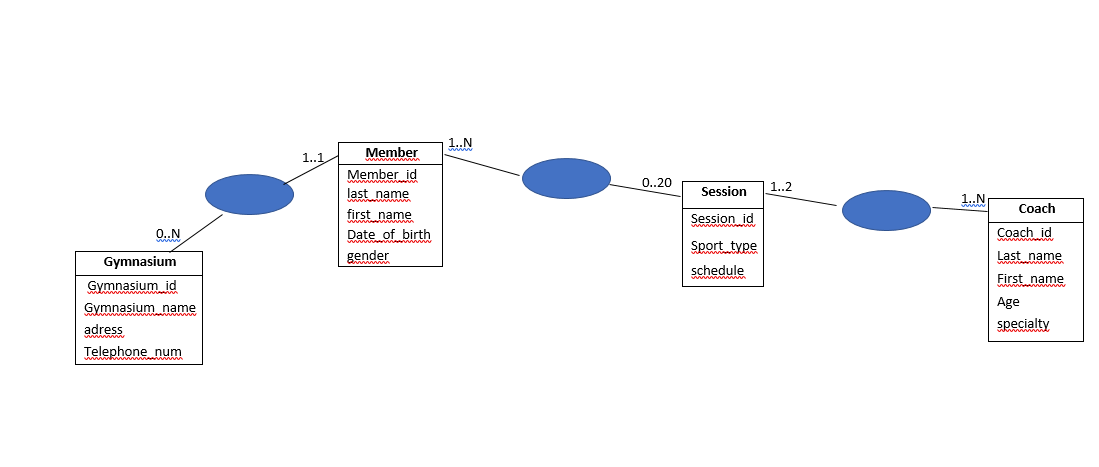 1..1
0..N
Gymnasium
Gymnasium_id
Gymnasium_name
adress
Telephone_num
Member
Member_id
last_name
first_name
Date_of_birth
gender
1..N
0..20
Session
Session_id
Sport_type
schedule
1..2
1..N
Coach
Coach_id
Last_name
First_name
Age
specialty